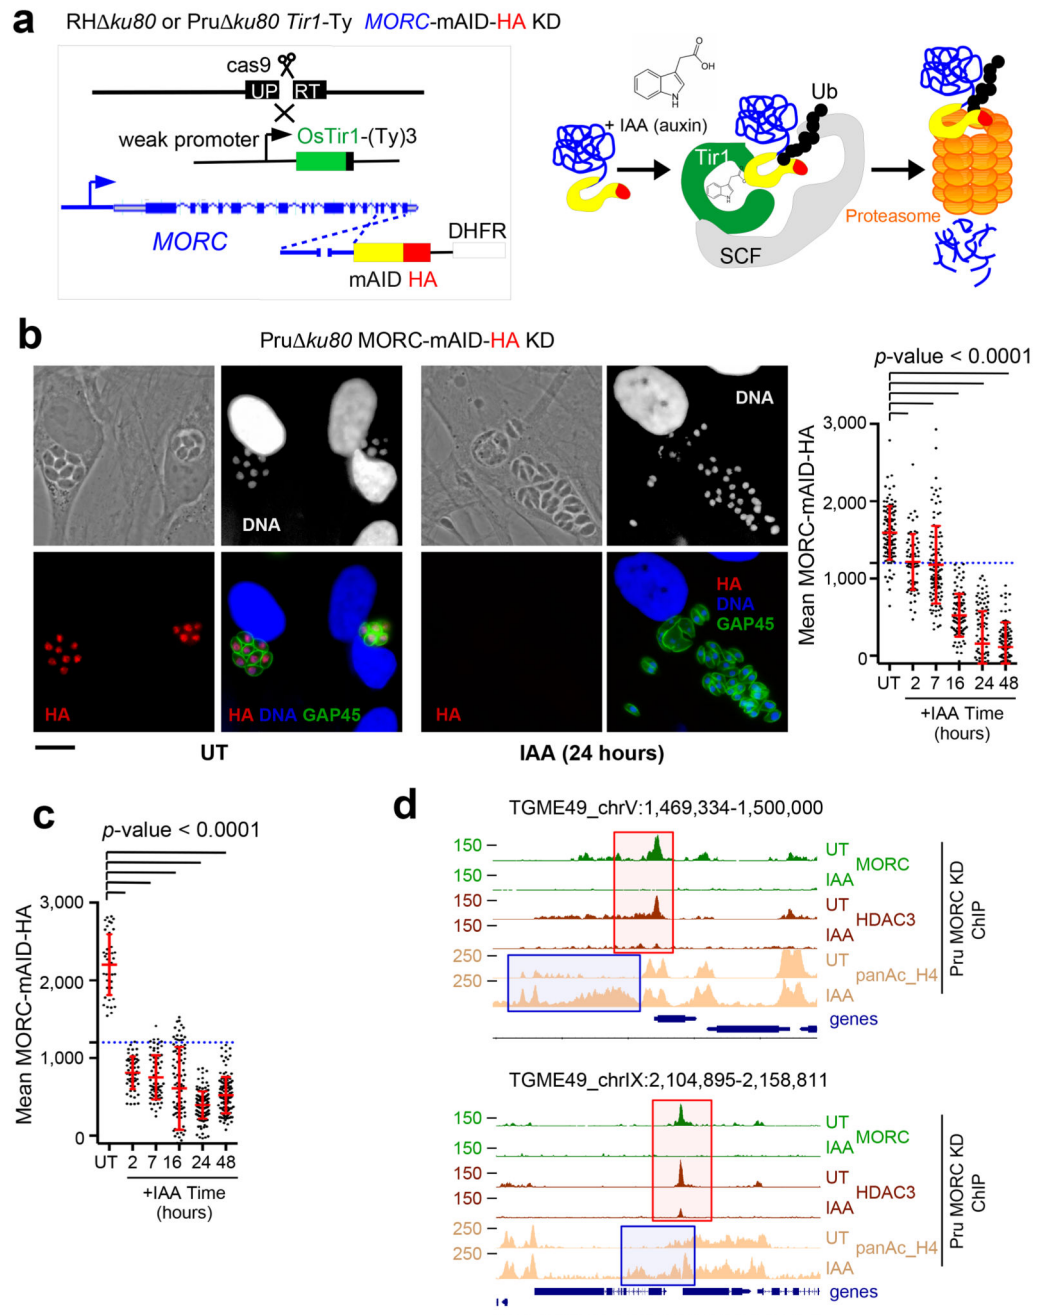 a
RHΔku80 or PruΔku80 Tir1-Ty MORC-mAID-HA KD
cas9
UP RT
weak promoter
OsTir1-(Ty)3
MORC
DHFR
mAID HA
O
OH
N
H
+ IAA (auxin)
Ub
Tir1
SCF
Proteasome
b
PruΔku80 MORC-mAID-HA KD
DNA
DNA
HA
HA DNA GAP45
HA
HA
DNA
GAP45
UT
IAA (24 hours)
p-value < 0.0001
Mean MORC-mAID-HA
3,000
2,000
1,000
0
UT 2 7 16 24 48
+IAA Time
(hours)
c
p-value < 0.0001
Mean MORC-mAID-HA
3,000
2,000
1,000
0
UT 2 7 16 24 48
+IAA Time
(hours)
d
TGME49_chrV:1,469,334-1,500,000
150 UT
MORC
150 IAA
150 UT
HDAC3
150 IAA
250 UT
panAc_H4
250 IAA
genes
Pru MORC KD
ChIP
TGME49_chrIX:2,104,895-2,158,811
150 UT
MORC
150 IAA
150 UT
HDAC3
150 IAA
250 UT
panAc_H4
250 IAA
genes
Pru MORC KD
ChIP